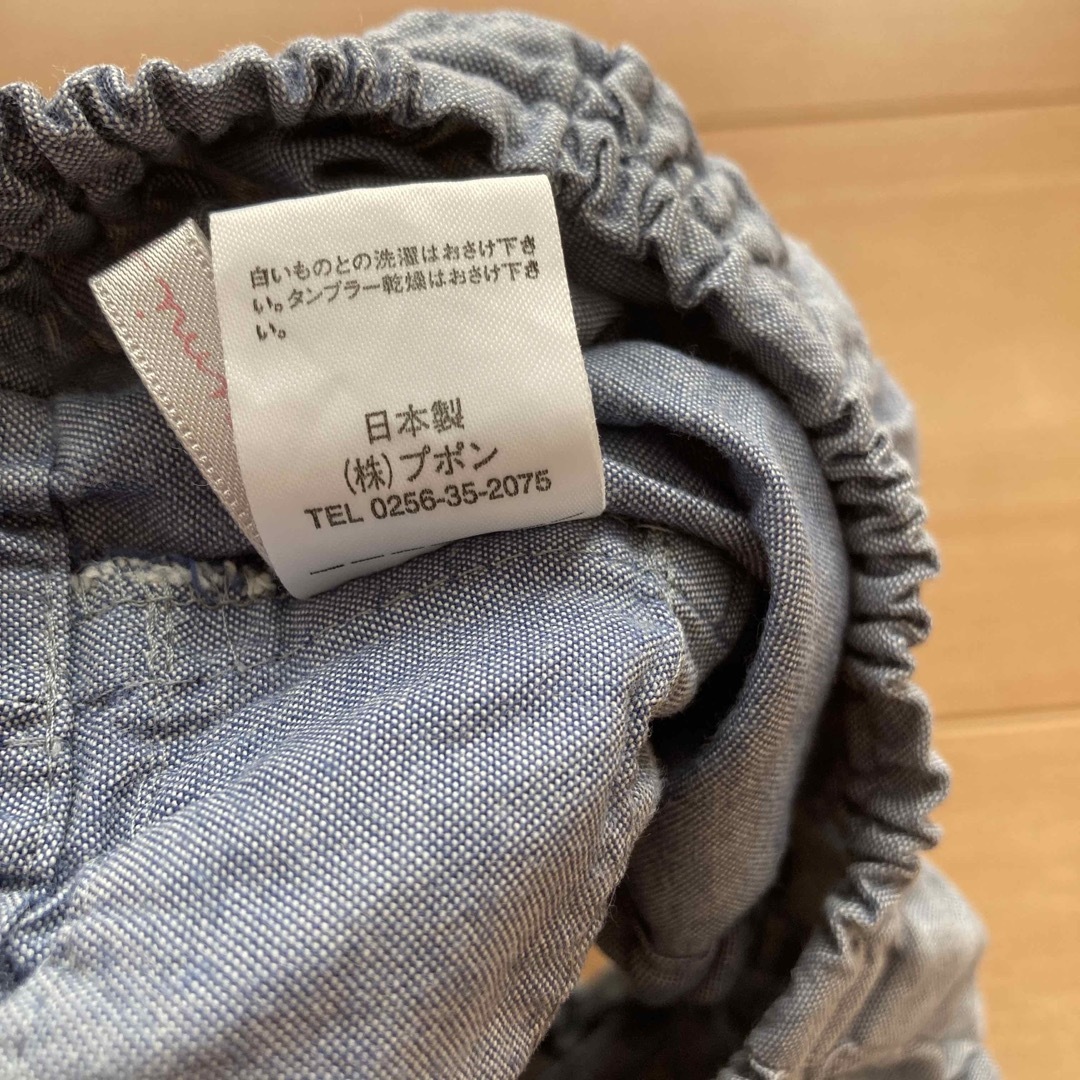 白いものとの洗濯はおさけ下さ
い。タンブラー乾燥はおさけ下さ
い。
日本製
(株)プポン
TEL 0256-35-2075